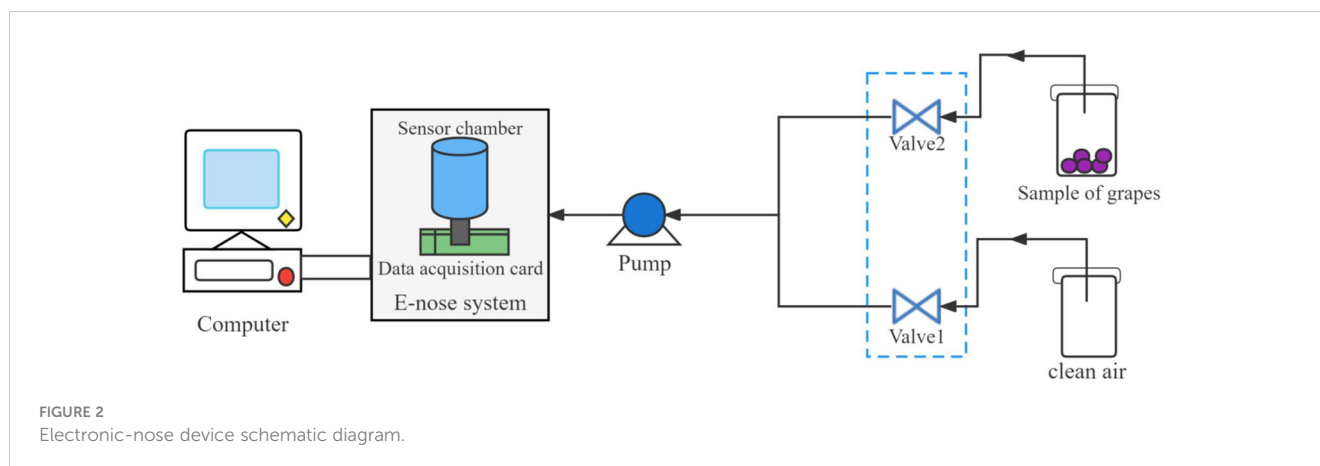 Sensor chamber
Data acquisition card
E-nose system
Computer
Pump
Valve2
Valve1
Sample of grapes
clean air
FIGURE 2
Electronic-nose device schematic diagram.